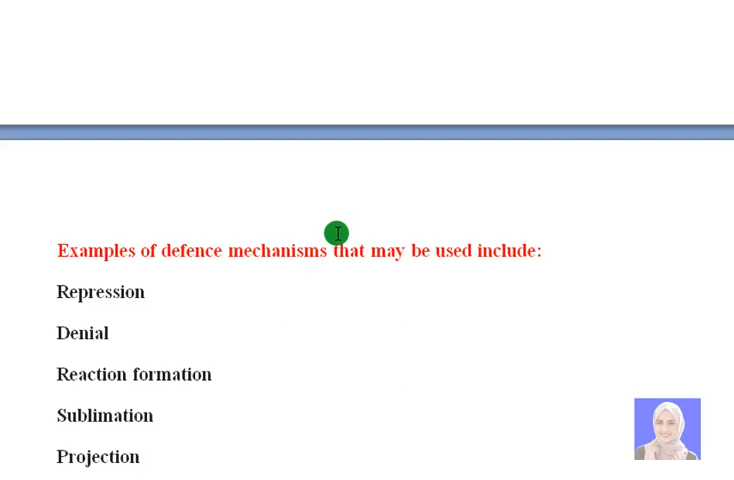 Examples of defence mechanisms that may be used include:
Repression
Denial
Reaction formation
Sublimation
Projection